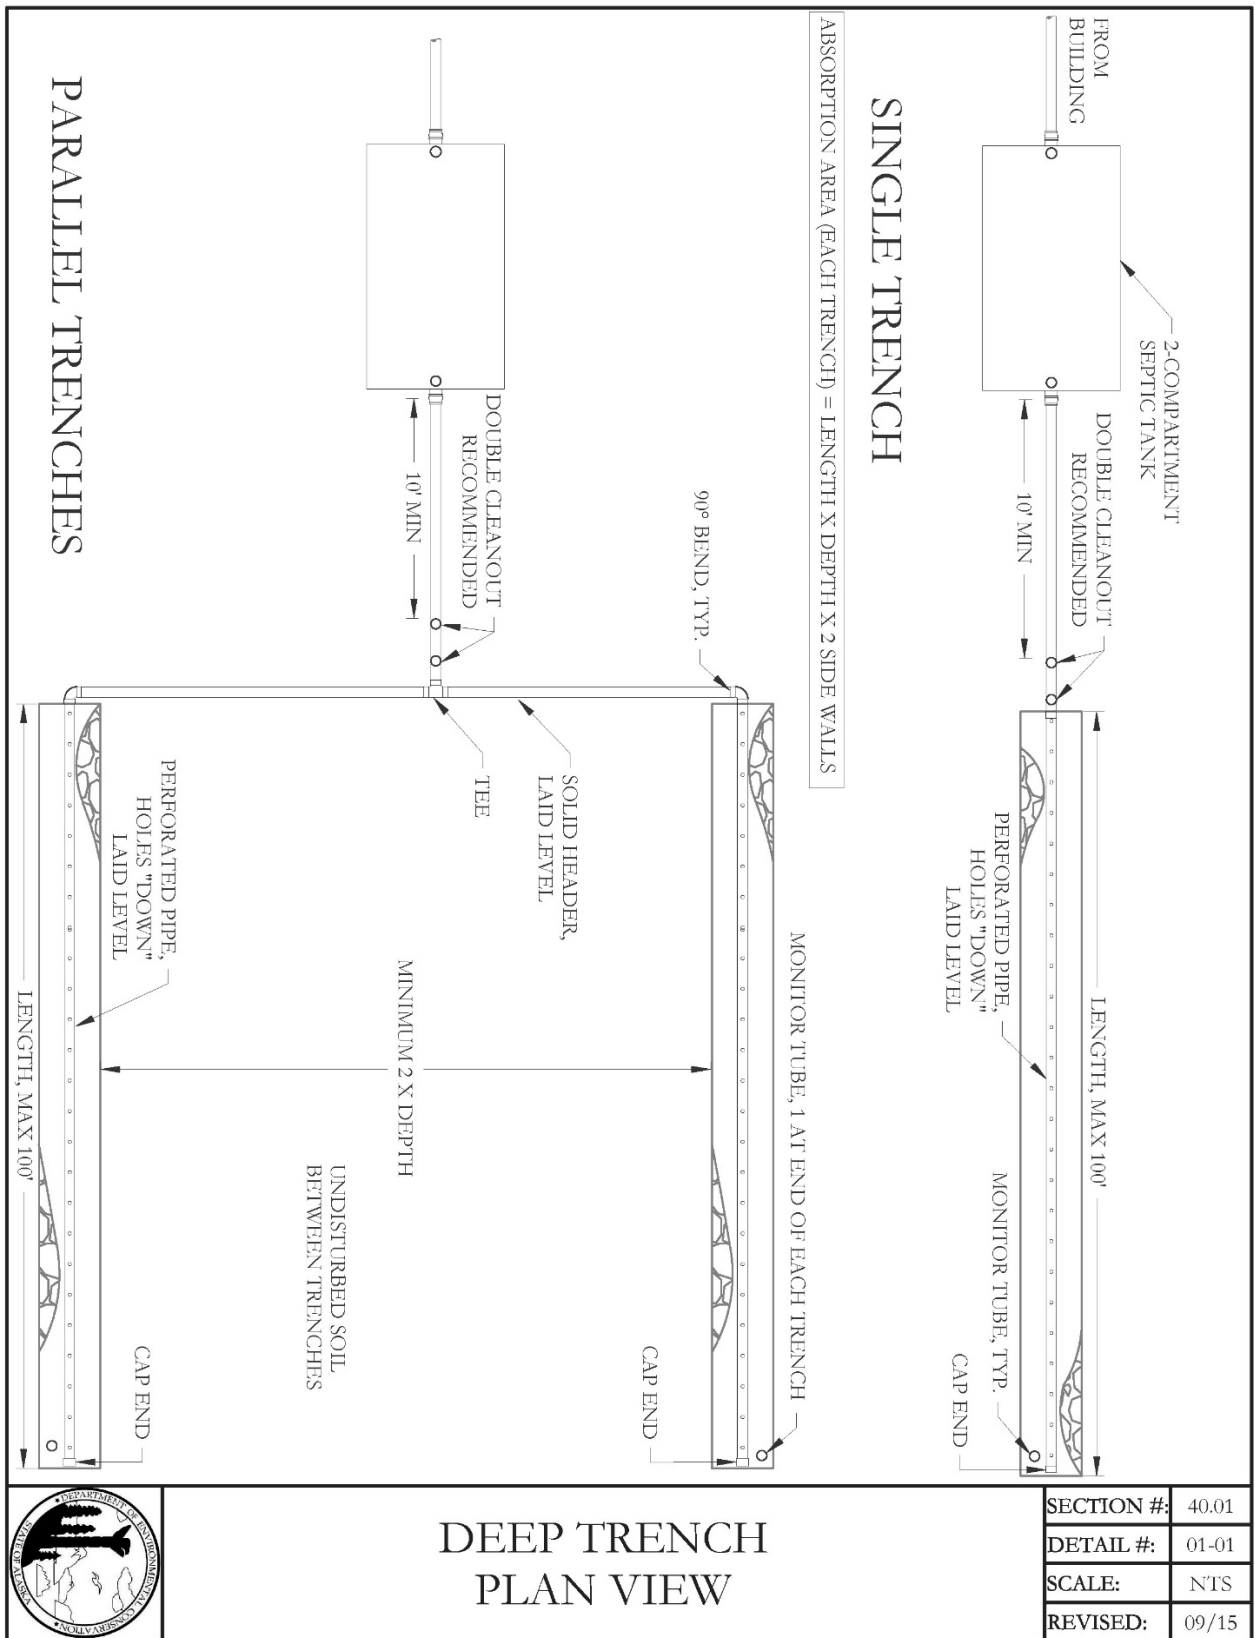 FROM
BUILDING
2-COMPARTMENT
SEPTIC TANK
DOUBLE CLEANOUT
RECOMMENDED
10' MIN
LENGTH, MAX 100'
PERFORATED PIPE,
HOLES "DOWN"
LAID LEVEL
MONITOR TUBE, TYP.
CAP END
SINGLE TRENCH
ABSORPTION AREA (EACH TRENCH) = LENGTH X DEPTH X 2 SIDE WALLS
MONITOR TUBE, 1 AT END OF EACH TRENCH
90° BEND, TYP.
CAP END
DOUBLE CLEANOUT
RECOMMENDED
10' MIN
SOLID HEADER,
LAID LEVEL
TEE
MINIMUM 2 X DEPTH
UNDISTURBED SOIL
BETWEEN TRENCHES
PERFORATED PIPE,
HOLES "DOWN"
LAID LEVEL
CAP END
LENGTH, MAX 100'
PARALLEL TRENCHES
DEPARTMENT OF ENVIRONMENTAL CONSERVATION
STATE OF ALASKA
DEEP TRENCH
PLAN VIEW
SECTION #: 40.01
DETAIL #: 01-01
SCALE: NTS
REVISED: 09/15